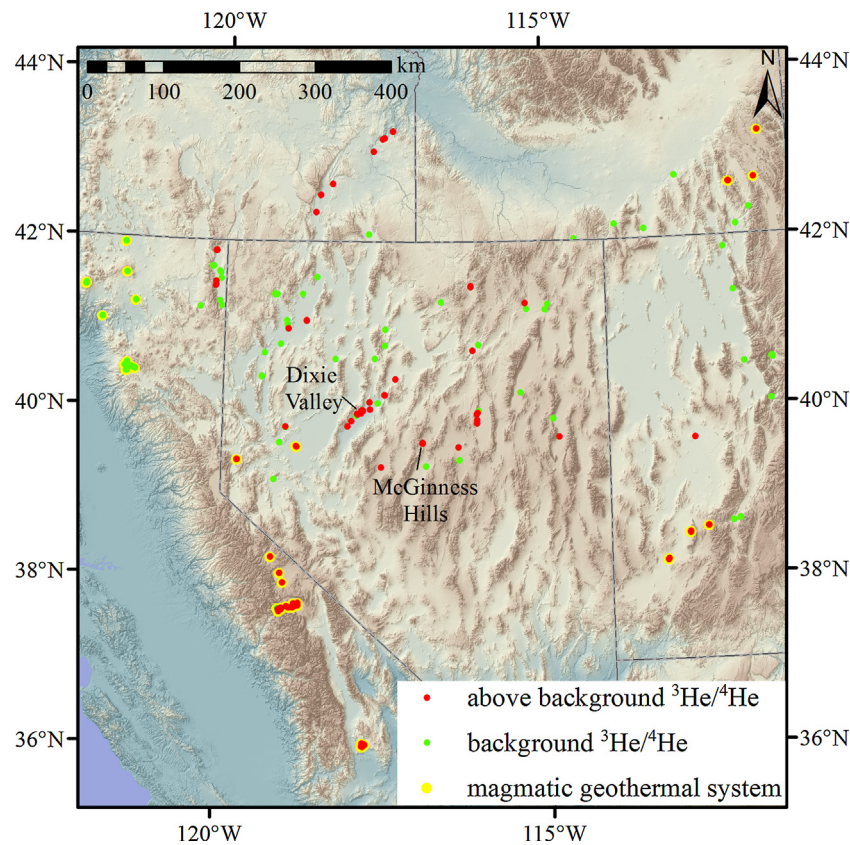 120°W 115°W
44°N 44°N
N
km
0 100 200 300 400
42°N 42°N
Dixie
Valley
40°N 40°N
McGinness
Hills
38°N 38°N
above background ³He/⁴He
36°N background ³He/⁴He 36°N
magmatic geothermal system
120°W 115°W